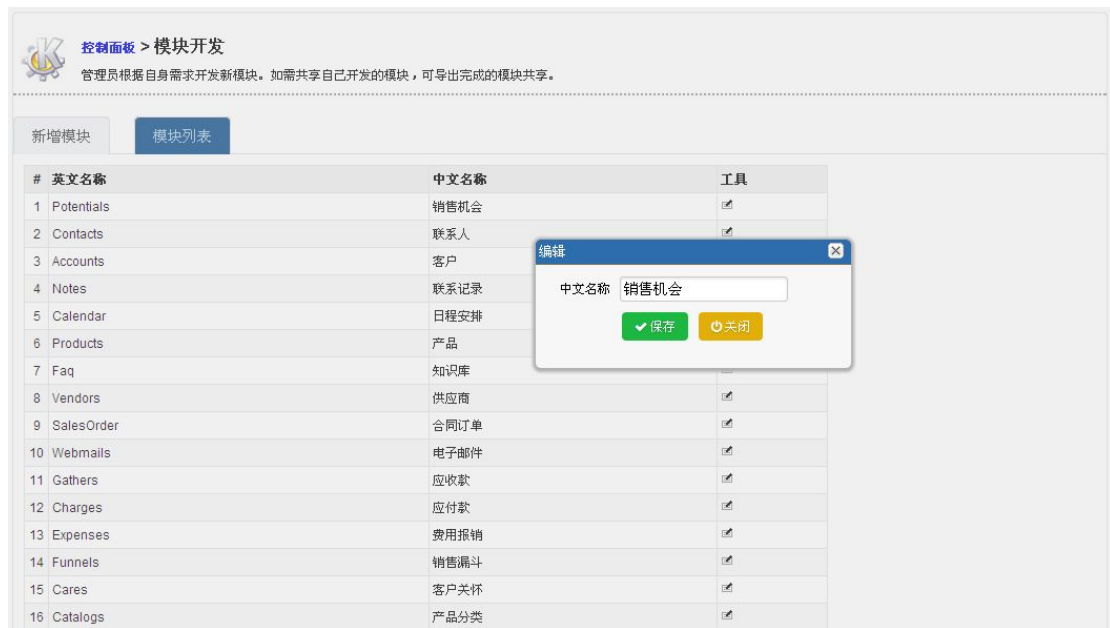 控制面板 > 模块开发
管理员根据自身需求开发新模块。如需共享自己开发的模块，可导出完成的模块共享。
新增模块 模块列表
# 英文名称 中文名称 工具
1 Potentials 销售机会
2 Contacts 联系人
3 Accounts 客户
4 Notes 联系记录
5 Calendar 日程安排
6 Products 产品
7 Faq 知识库
8 Vendors 供应商
9 SalesOrder 合同订单
10 Webmails 电子邮件
11 Gathers 应收款
12 Charges 应付款
13 Expenses 费用报销
14 Funnels 销售漏斗
15 Cares 客户关怀
16 Catalogs 产品分类
编辑
中文名称 销售机会
保存 关闭